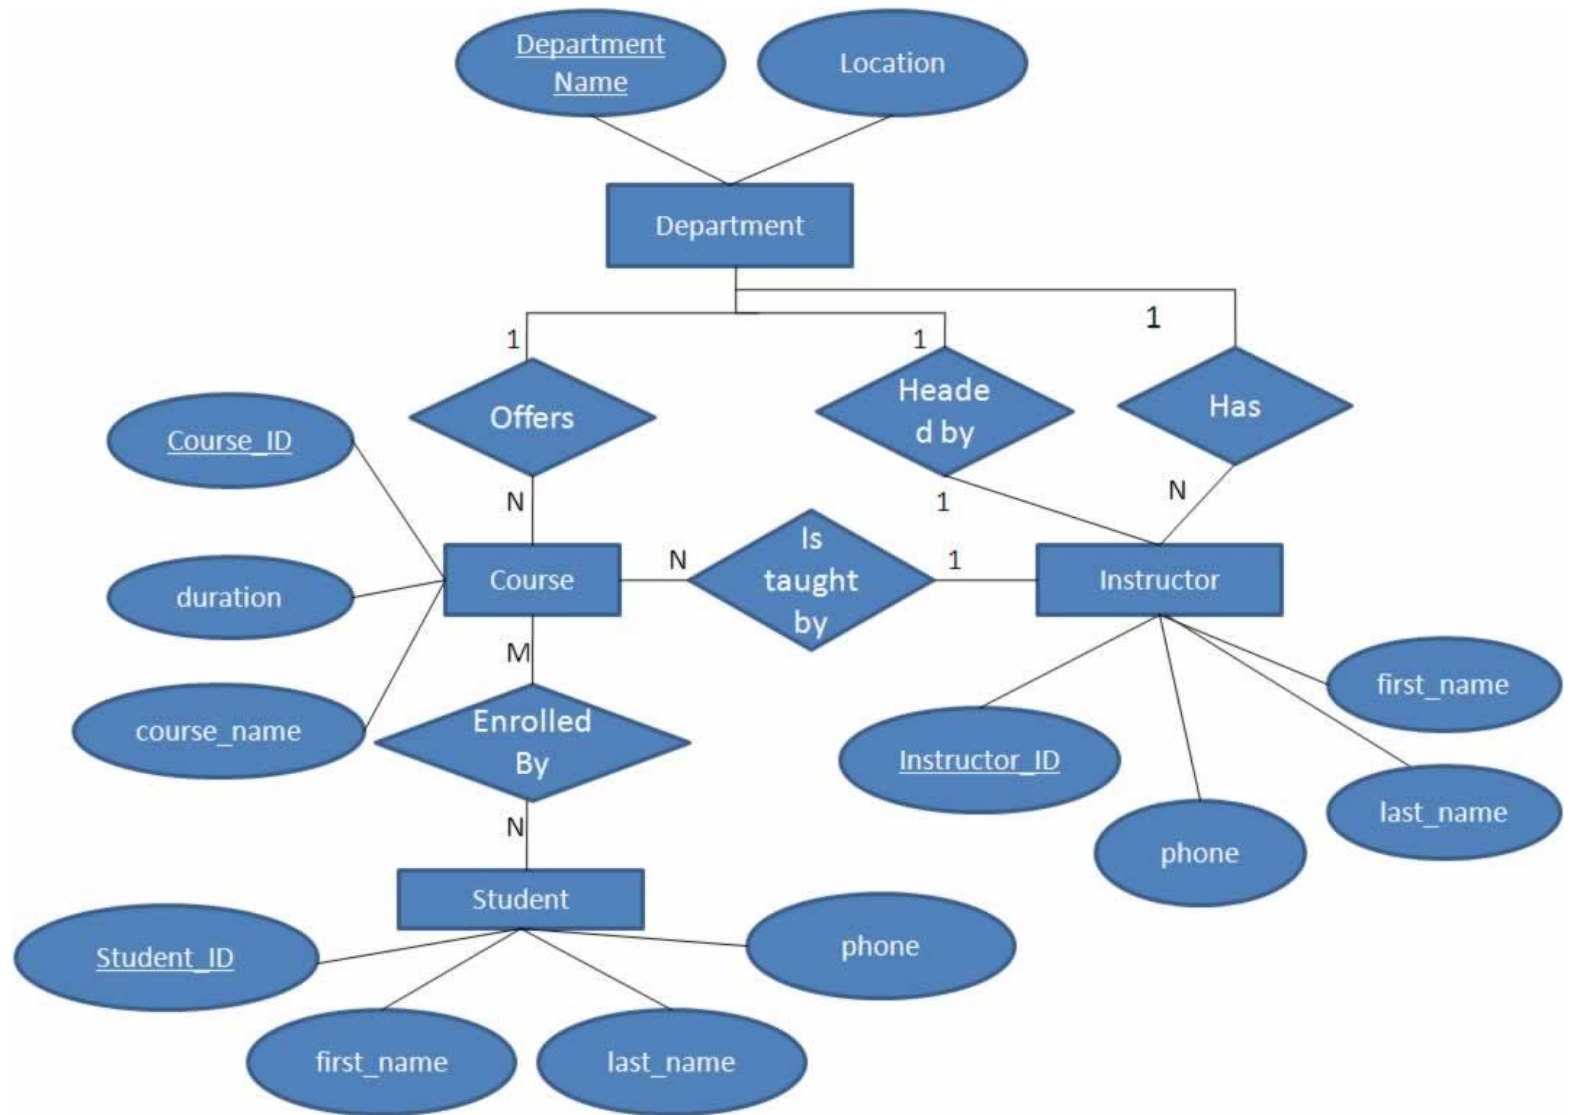 Department
Name
Location
Department
1
1
1
Offers
Heade
d by
Has
Course_ID
N
1
N
Course
N
Is
taught
by
1
Instructor
duration
M
course_name
Enrolled
By
first_name
Instructor_ID
last_name
phone
N
Student
Student_ID
phone
first_name
last_name